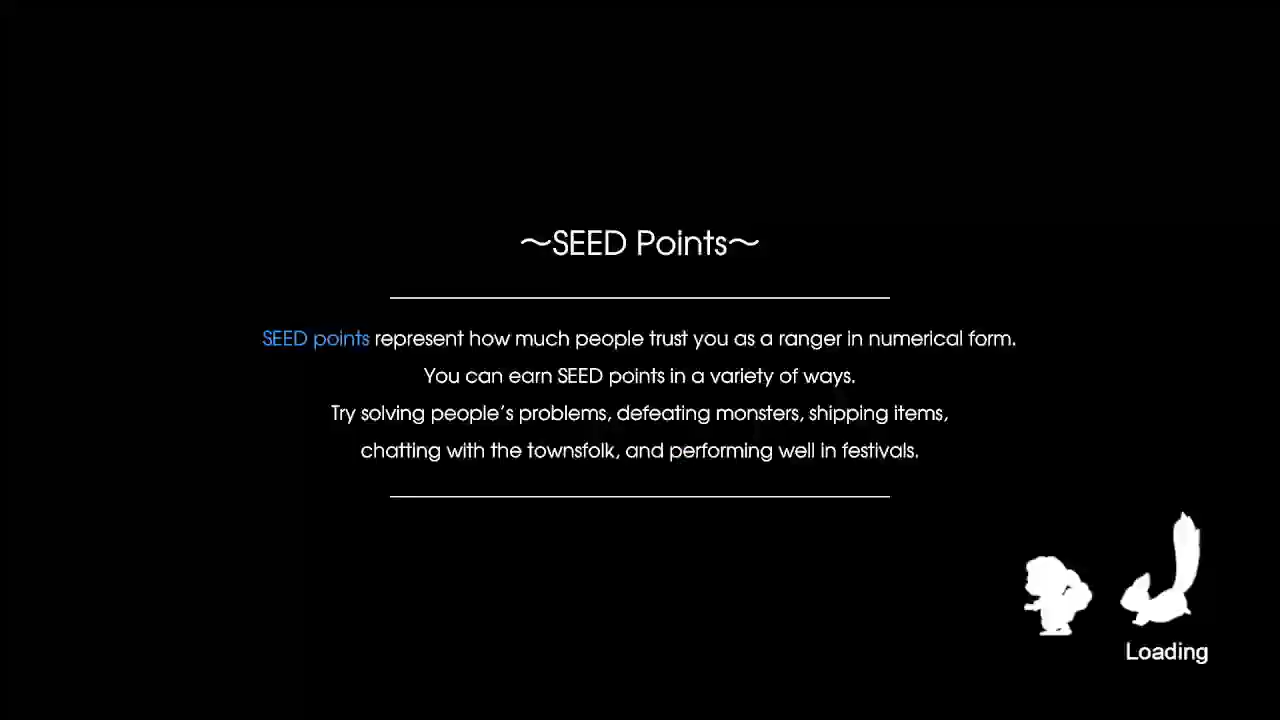 ～SEED Points～
SEED points represent how much people trust you as a ranger in numerical form.
You can earn SEED points in a variety of ways.
Try solving people's problems, defeating monsters, shipping items,
chatting with the townsfolk, and performing well in festivals.
Loading